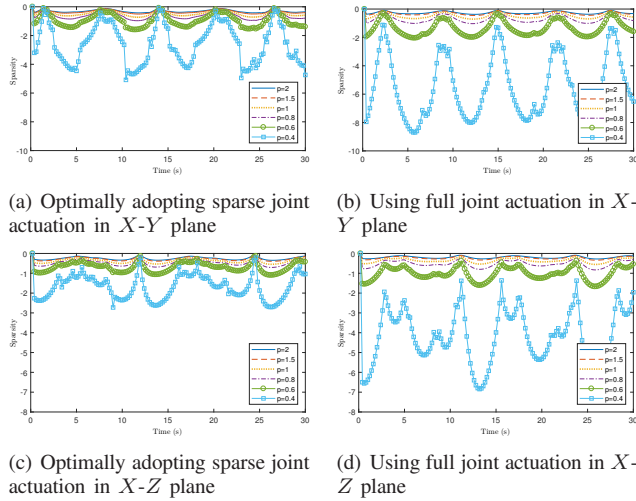 0
-2
-4
-6
-8
-10
Sparsity
p=2
p=1.5
p=1
p=0.8
p=0.6
p=0.4
0 5 10 15 20 25 30
Time (s)
(a) Optimally adopting sparse joint
actuation in X-Y plane
0
-2
-4
-6
-8
-10
Sparsity
p=2
p=1.5
p=1
p=0.8
p=0.6
p=0.4
0 5 10 15 20 25 30
Time (s)
(b) Using full joint actuation in X-
Y plane
0
-1
-2
-3
-4
-5
-6
-7
-8
Sparsity
p=2
p=1.5
p=1
p=0.8
p=0.6
p=0.4
0 5 10 15 20 25 30
Time (s)
(c) Optimally adopting sparse joint
actuation in X-Z plane
0
-1
-2
-3
-4
-5
-6
-7
-8
Sparsity
p=2
p=1.5
p=1
p=0.8
p=0.6
p=0.4
0 5 10 15 20 25 30
Time (s)
(d) Using full joint actuation in X-
Z plane